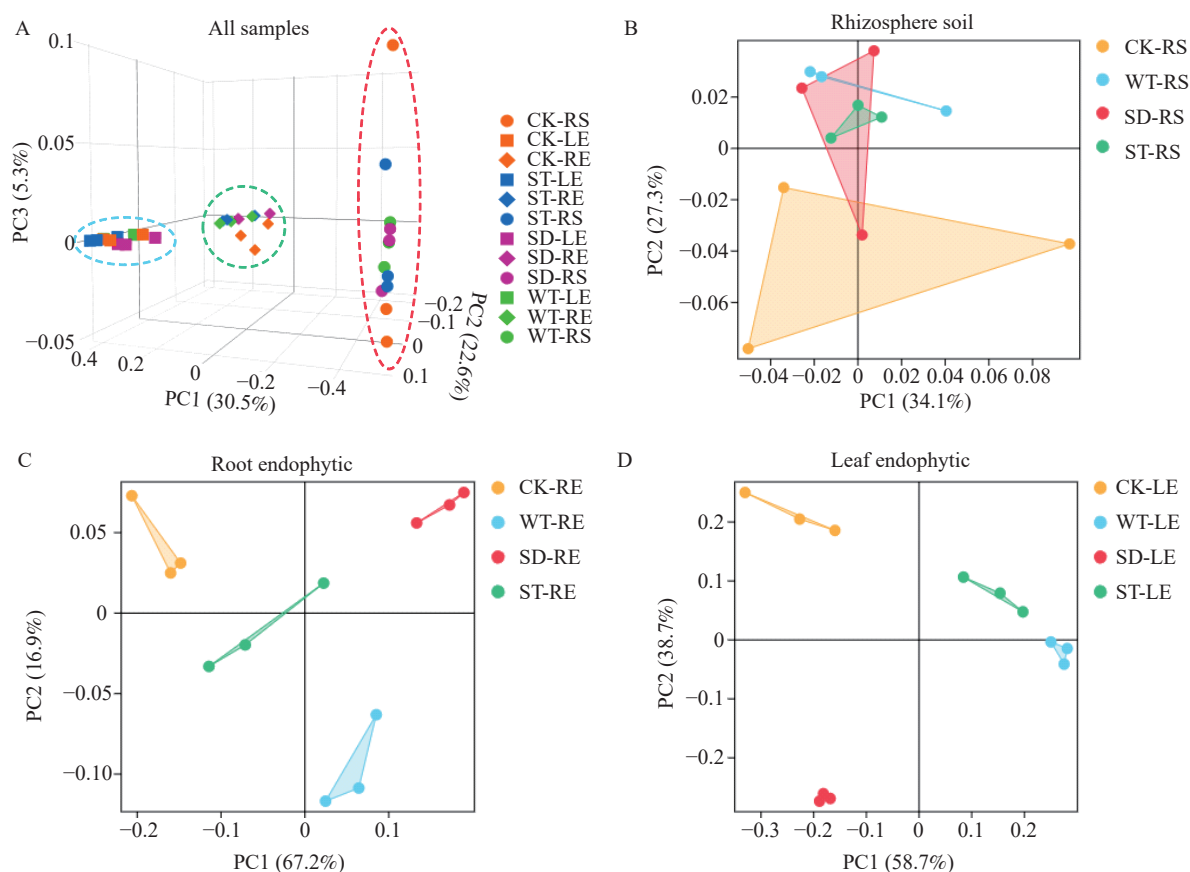 A
All samples
0.1
0.05
0
−0.05
PC3 (5.3%)
0.4
0.2
0
−0.2
−0.4
PC1 (30.5%)
−0.2
−0.1
0
0.1
PC2 (22.6%)
CK-RS
CK-LE
CK-RE
ST-LE
ST-RE
ST-RS
SD-LE
SD-RE
SD-RS
WT-LE
WT-RE
WT-RS
B
Rhizosphere soil
0.02
0
−0.02
−0.04
−0.06
PC2 (27.3%)
−0.04 −0.02 0 0.02 0.04 0.06 0.08
PC1 (34.1%)
CK-RS
WT-RS
SD-RS
ST-RS
C
Root endophytic
0.05
0
−0.05
−0.10
PC2 (16.9%)
−0.2 −0.1 0 0.1
PC1 (67.2%)
CK-RE
WT-RE
SD-RE
ST-RE
D
Leaf endophytic
0.2
0.1
0
−0.1
−0.2
PC2 (38.7%)
−0.3 −0.2 −0.1 0 0.1 0.2
PC1 (58.7%)
CK-LE
WT-LE
SD-LE
ST-LE